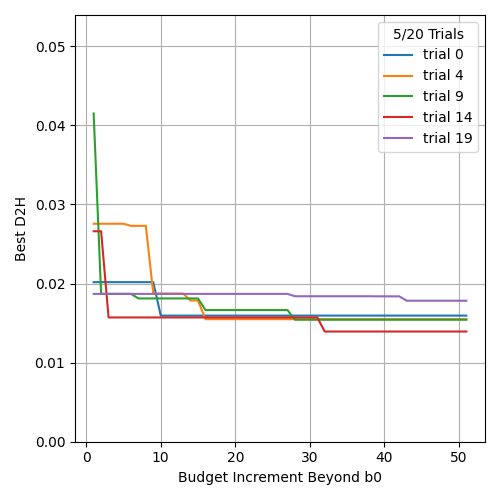 5/20 Trials
trial 0
trial 4
trial 9
trial 14
trial 19
0.05
0.04
0.03
0.02
0.01
0.00
Best D2H
0 10 20 30 40 50
Budget Increment Beyond b0